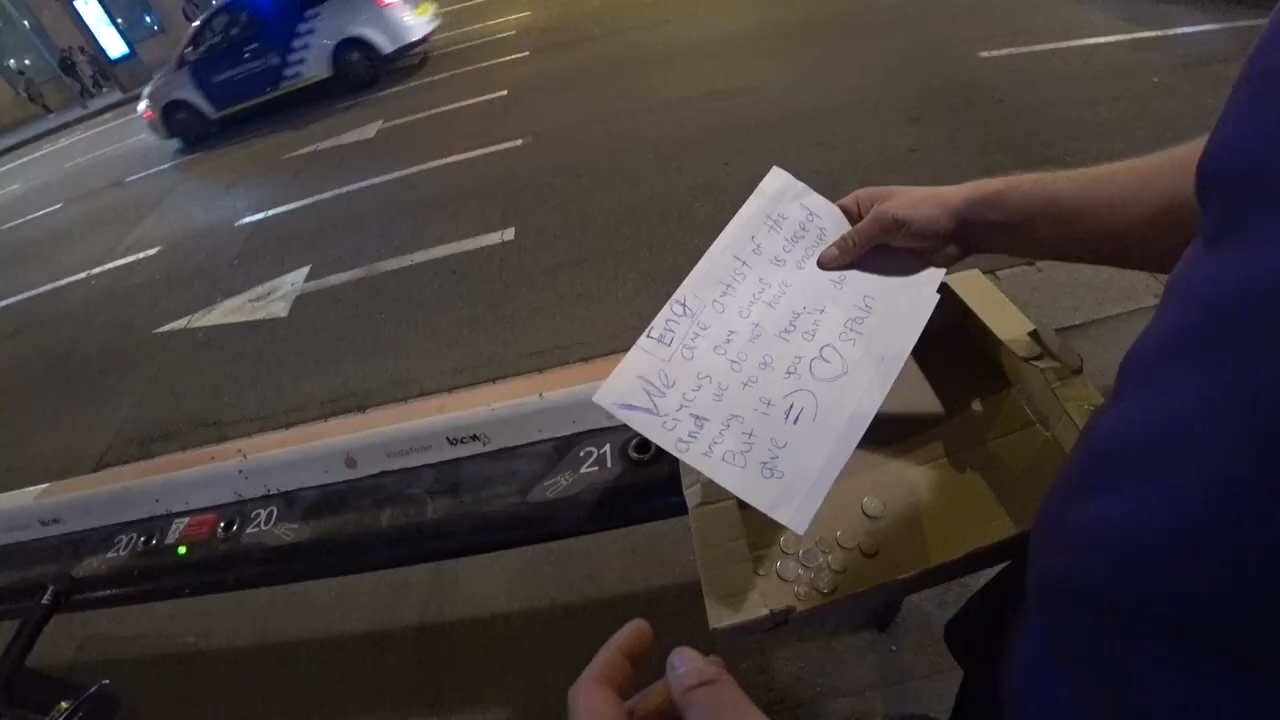 Eng
We are artist of the
circus our circus is closed
and we do not have enough
money to go home.
But if you can't do
give =) ♡ Spain
vodafone bcng
21
20
20